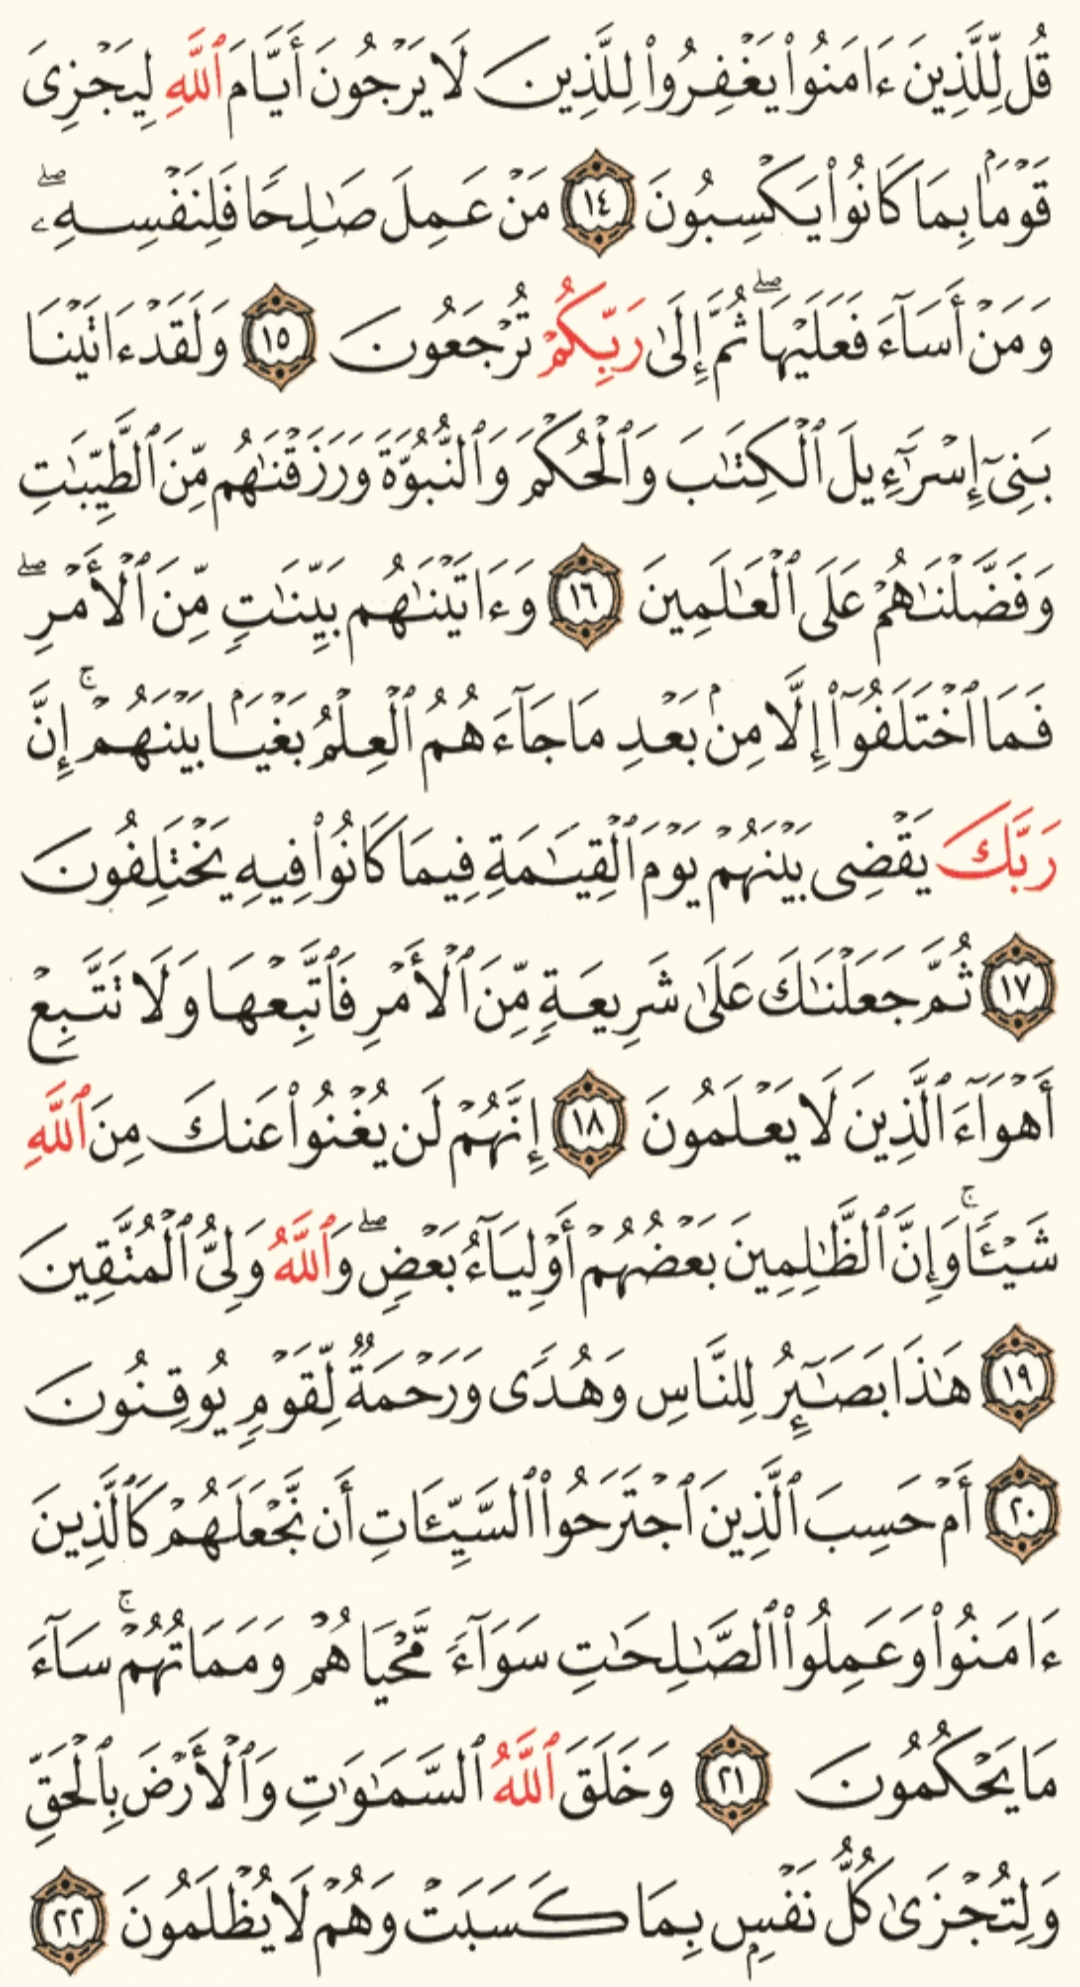 قُل لِّلَّذِينَ ءَامَنُوا۟ يَغْفِرُوا۟ لِلَّذِينَ لَا يَرْجُونَ أَيَّامَ ٱللَّهِ لِيَجْزِىَ
قَوْمًۢا بِمَا كَانُوا۟ يَكْسِبُونَ ١٤ مَنْ عَمِلَ صَـٰلِحًا فَلِنَفْسِهِۦ ۖ
وَمَنْ أَسَآءَ فَعَلَيْهَا ۖ ثُمَّ إِلَىٰ رَبِّكُمْ تُرْجَعُونَ ١٥ وَلَقَدْ ءَاتَيْنَا
بَنِىٓ إِسْرَٰٓءِيلَ ٱلْكِتَـٰبَ وَٱلْحُكْمَ وَٱلنُّبُوَّةَ وَرَزَقْنَـٰهُم مِّنَ ٱلطَّيِّبَـٰتِ
وَفَضَّلْنَـٰهُمْ عَلَى ٱلْعَـٰلَمِينَ ١٦ وَءَاتَيْنَـٰهُم بَيِّنَـٰتٍ مِّنَ ٱلْأَمْرِ ۖ
فَمَا ٱخْتَلَفُوٓا۟ إِلَّا مِنۢ بَعْدِ مَا جَآءَهُمُ ٱلْعِلْمُ بَغْيًۢا بَيْنَهُمْ ۚ إِنَّ
رَبَّكَ يَقْضِى بَيْنَهُمْ يَوْمَ ٱلْقِيَـٰمَةِ فِيمَا كَانُوا۟ فِيهِ يَخْتَلِفُونَ
١٧ ثُمَّ جَعَلْنَـٰكَ عَلَىٰ شَرِيعَةٍ مِّنَ ٱلْأَمْرِ فَٱتَّبِعْهَا وَلَا تَتَّبِعْ
أَهْوَآءَ ٱلَّذِينَ لَا يَعْلَمُونَ ١٨ إِنَّهُمْ لَن يُغْنُوا۟ عَنكَ مِنَ ٱللَّهِ
شَيْـًٔا ۚ وَإِنَّ ٱلظَّـٰلِمِينَ بَعْضُهُمْ أَوْلِيَآءُ بَعْضٍ ۖ وَٱللَّهُ وَلِىُّ ٱلْمُتَّقِينَ
١٩ هَـٰذَا بَصَـٰٓئِرُ لِلنَّاسِ وَهُدًى وَرَحْمَةٌ لِّقَوْمٍ يُوقِنُونَ
٢٠ أَمْ حَسِبَ ٱلَّذِينَ ٱجْتَرَحُوا۟ ٱلسَّيِّـَٔاتِ أَن نَّجْعَلَهُمْ كَٱلَّذِينَ
ءَامَنُوا۟ وَعَمِلُوا۟ ٱلصَّـٰلِحَـٰتِ سَوَآءً مَّحْيَاهُمْ وَمَمَاتُهُمْ ۚ سَآءَ
مَا يَحْكُمُونَ ٢١ وَخَلَقَ ٱللَّهُ ٱلسَّمَـٰوَٰتِ وَٱلْأَرْضَ بِٱلْحَقِّ
وَلِتُجْزَىٰ كُلُّ نَفْسٍۭ بِمَا كَسَبَتْ وَهُمْ لَا يُظْلَمُونَ ٢٢